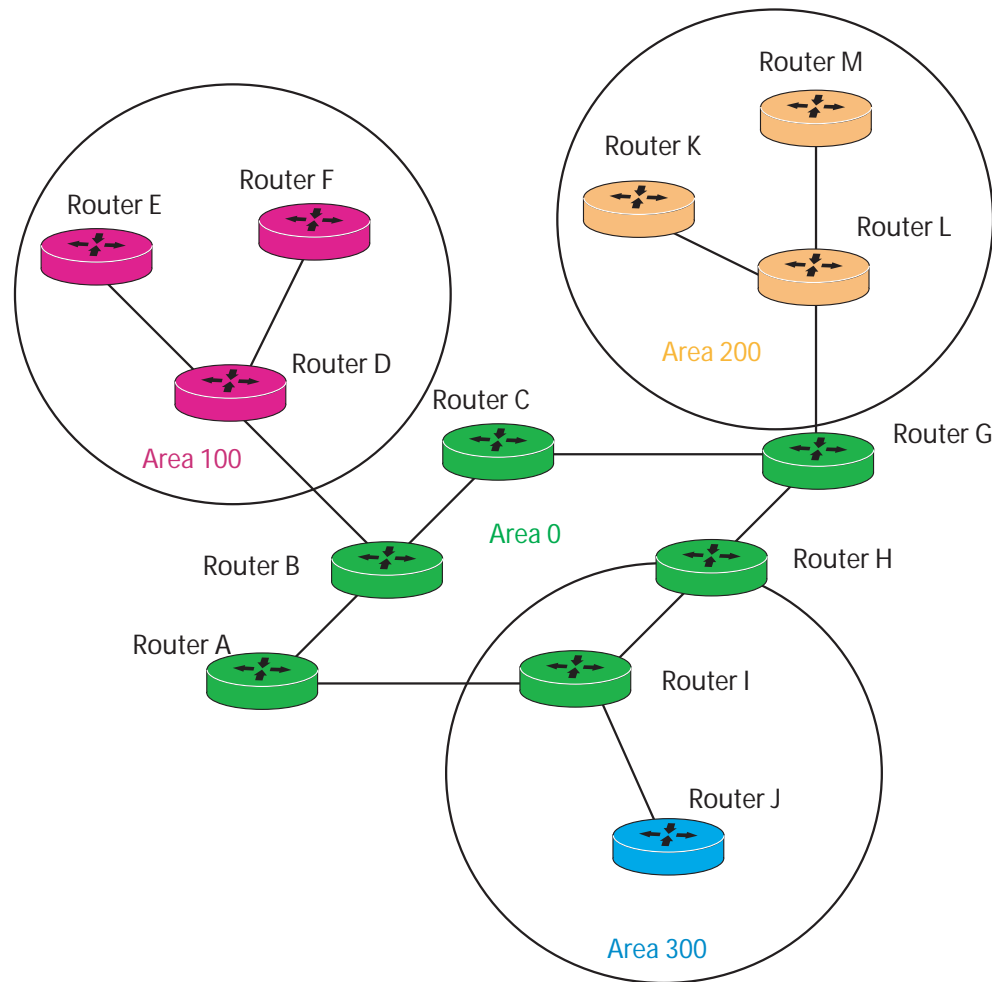 Router M
Router K
Router F
Router E
Router L
Area 200
Router D
Router C
Router G
Area 100
Area 0
Router B
Router H
Router A
Router I
Router J
Area 300